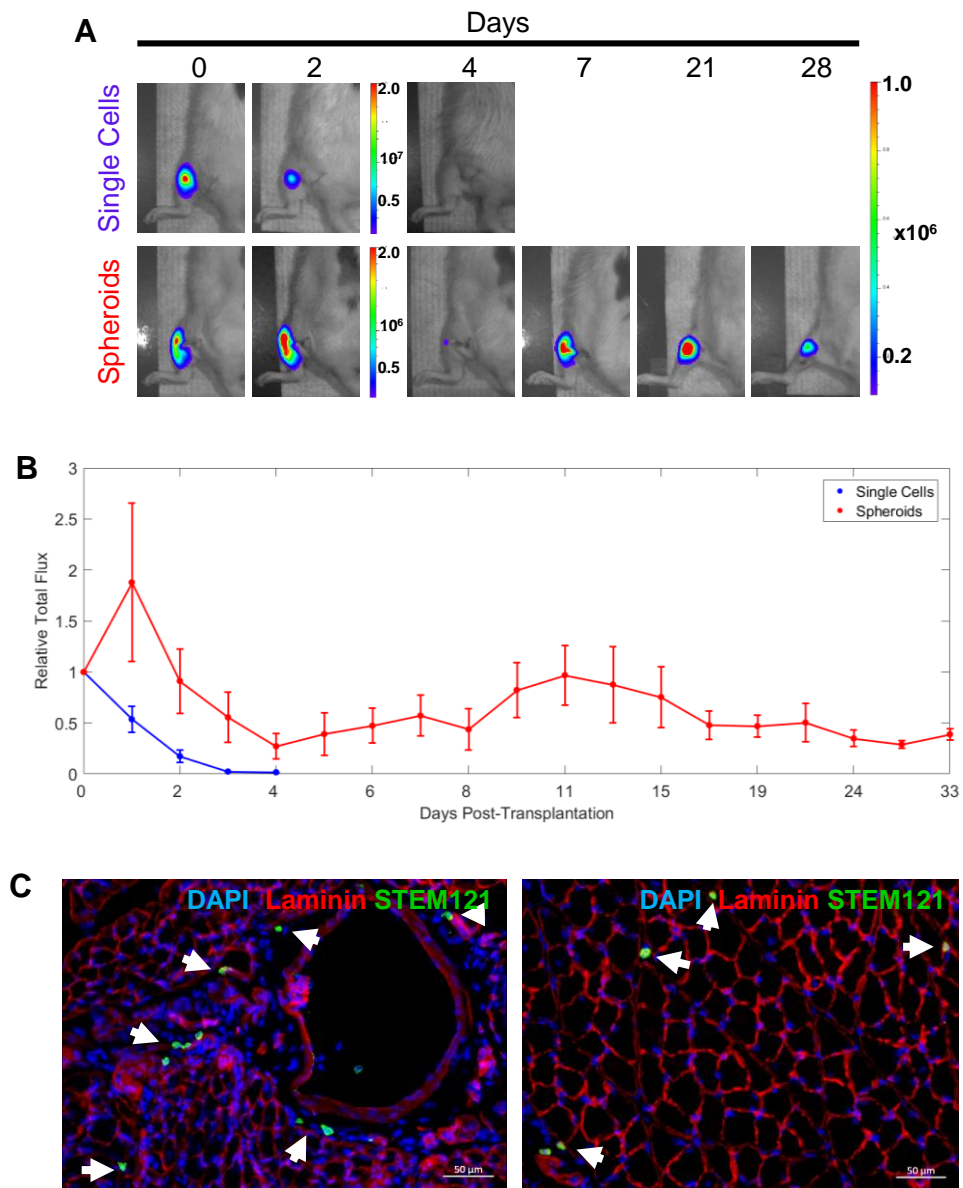 A
Days
0 2 4 7 21 28
Single Cells
2.0
10⁷
0.5
1.0
x10⁶
0.2
Spheroids
2.0
10⁶
0.5
B
3
2.5
2
1.5
1
0.5
0
Relative Total Flux
Single Cells
Spheroids
0 2 4 6 8 11 15 19 24 33
Days Post-Transplantation
C
DAPI Laminin STEM121
50 µm
DAPI Laminin STEM121
50 µm